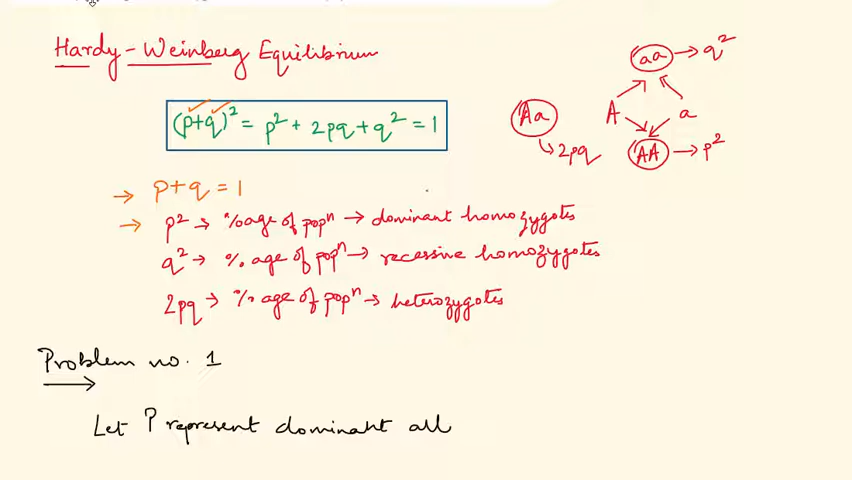 Hardy-Weinberg Equilibrium
(p+q)² = p² + 2pq + q² = 1
aa → q²
A a
Aa
2pq
AA → p²
→ p+q = 1
→ p² → %age of popⁿ → dominant homozygotes
q² → % age of popⁿ → recessive homozygotes
2pq → % age of popⁿ → heterozygotes
Problem no. 1
Let P represent dominant all